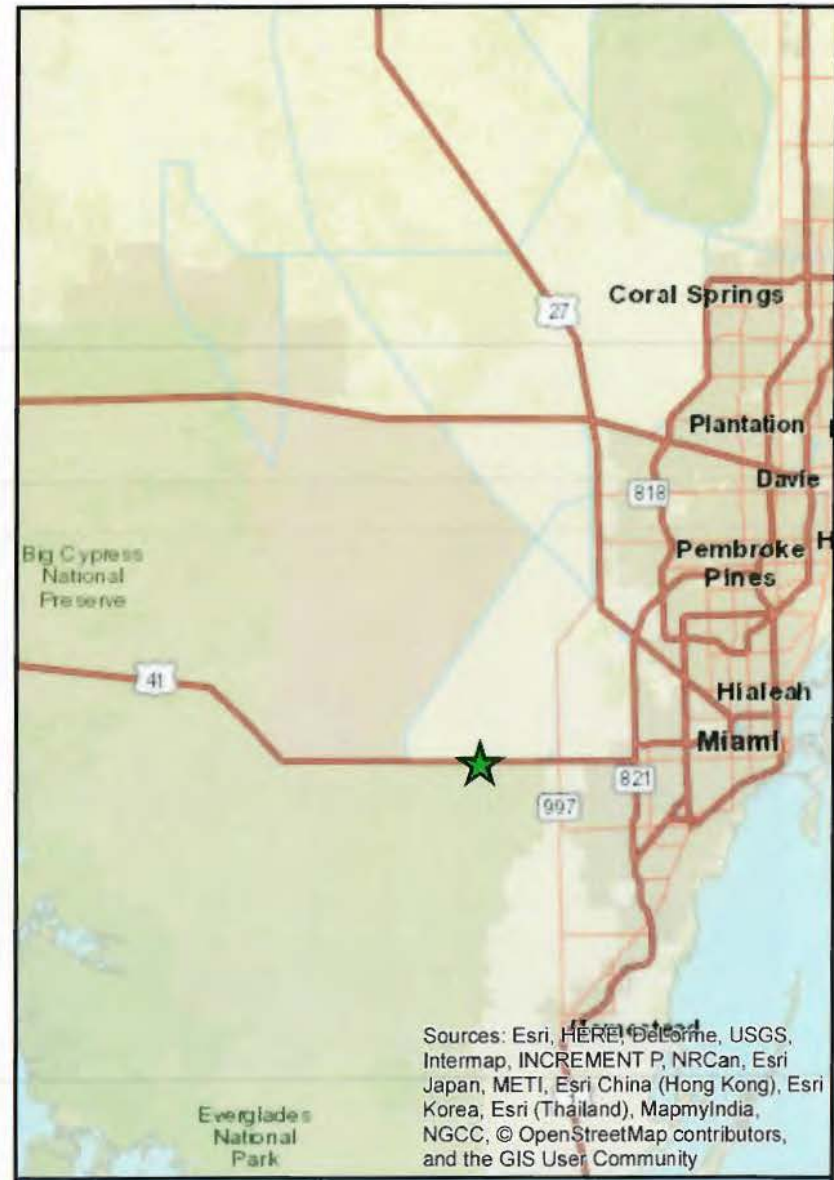 Coral Springs
27
Plantation
Davie
818
Big Cypress
National
Preserve
Pembroke
Pines
H
41
Hialeah
Miami
821
997
Homestead
Sources: Esri, HERE, DeLorme, USGS,
Intermap, INCREMENT P, NRCan, Esri
Japan, METI, Esri China (Hong Kong), Esri
Korea, Esri (Thailand), MapmyIndia,
NGCC, © OpenStreetMap contributors,
and the GIS User Community
Everglades
National
Park